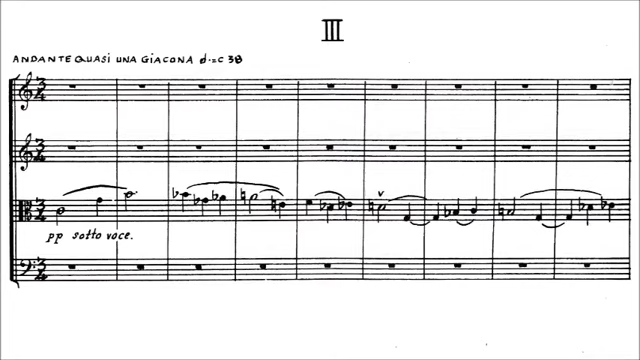 III
ANDANTE QUASI UNA GIACONA d.=c 38
pp sotto voce.